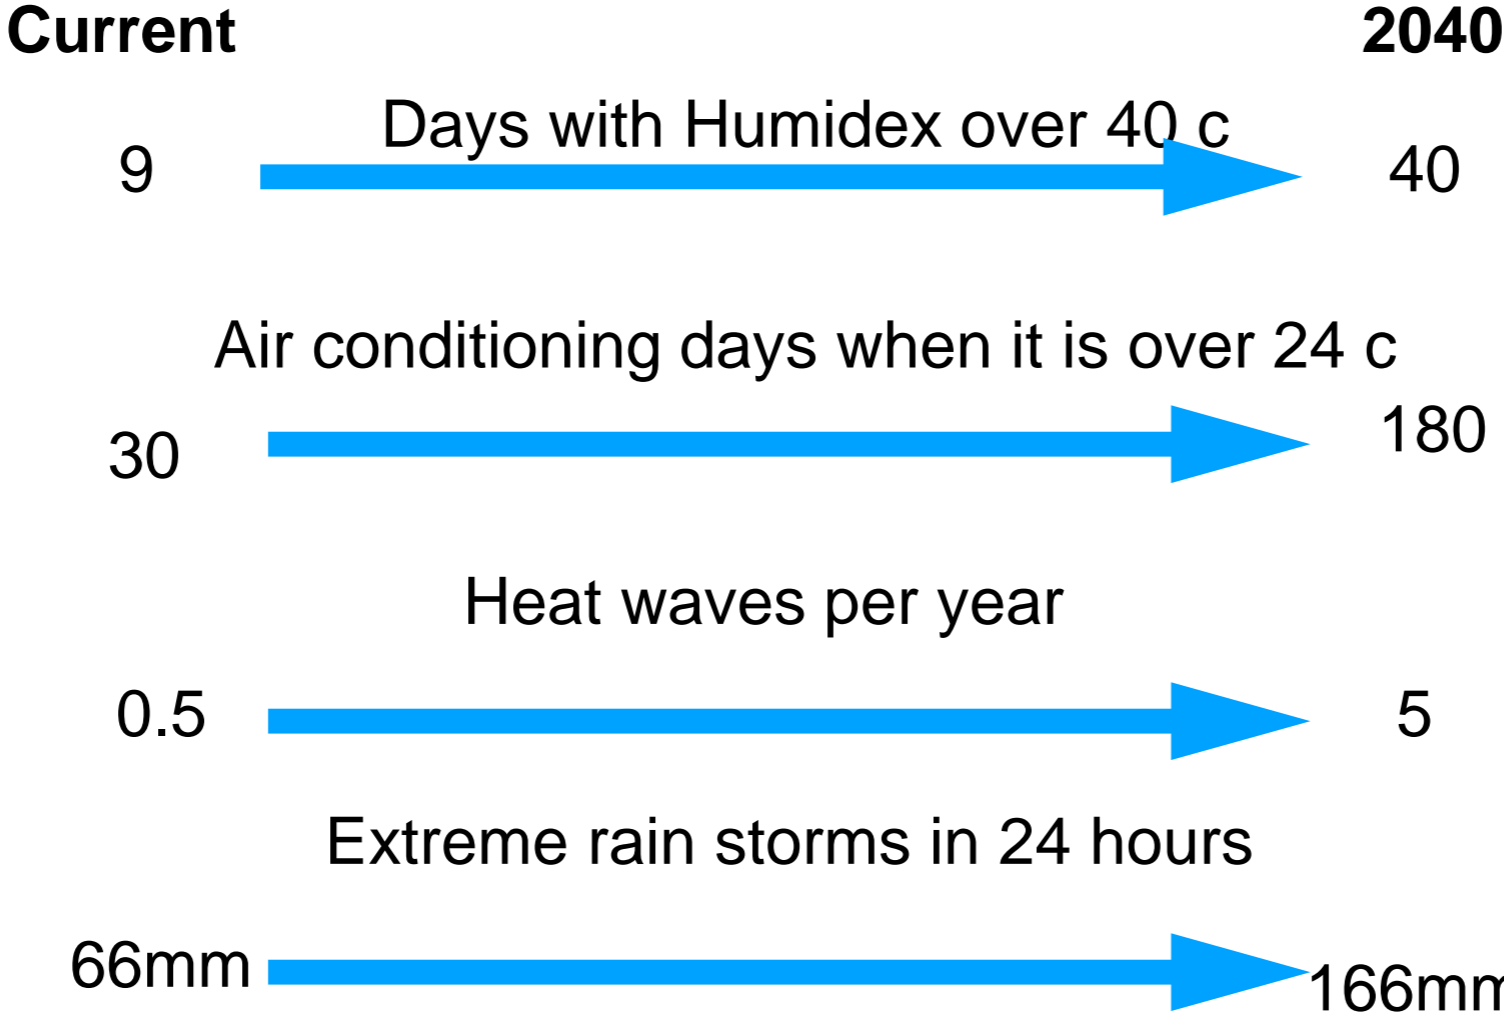 Current 2040
Days with Humidex over 40 c
9 40
Air conditioning days when it is over 24 c
30 180
Heat waves per year
0.5 5
Extreme rain storms in 24 hours
66mm 166mm